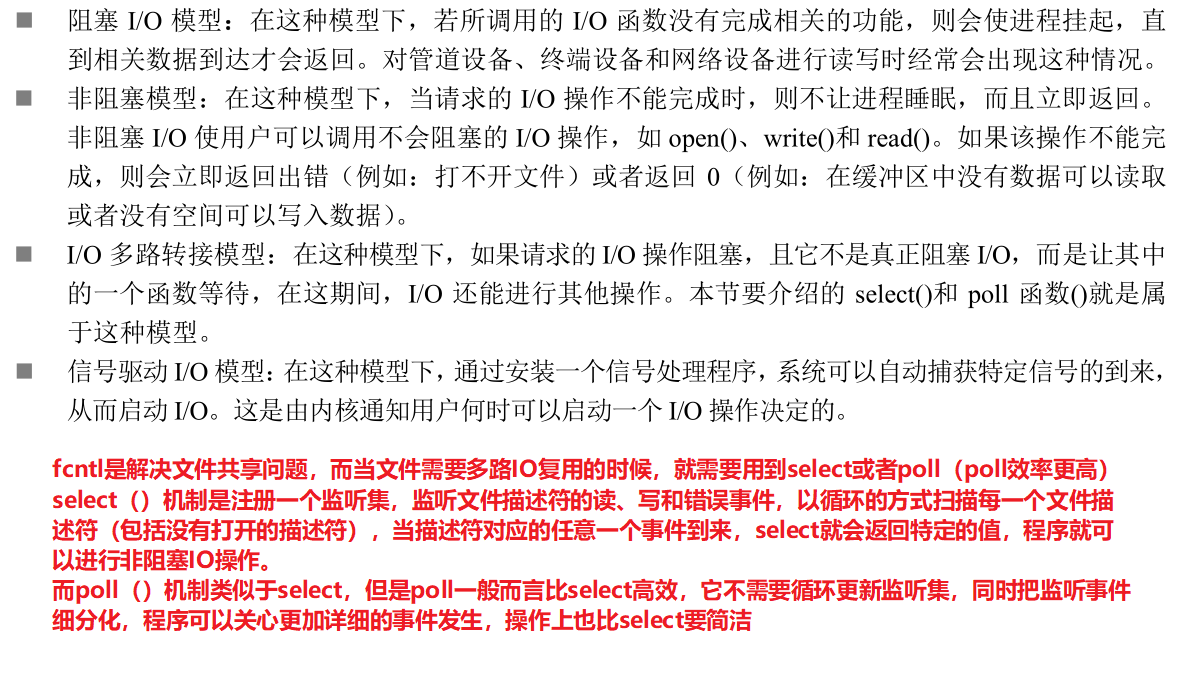 ■ 阻塞 I/O 模型：在这种模型下，若所调用的 I/O 函数没有完成相关的功能，则会使进程挂起，直
到相关数据到达才会返回。对管道设备、终端设备和网络设备进行读写时经常会出现这种情况。
■ 非阻塞模型：在这种模型下，当请求的 I/O 操作不能完成时，则不让进程睡眠，而且立即返回。
非阻塞 I/O 使用户可以调用不会阻塞的 I/O 操作，如 open()、write()和 read()。如果该操作不能完
成，则会立即返回出错（例如：打不开文件）或者返回 0（例如：在缓冲区中没有数据可以读取
或者没有空间可以写入数据）。
■ I/O 多路转接模型：在这种模型下，如果请求的 I/O 操作阻塞，且它不是真正阻塞 I/O，而是让其中
的一个函数等待，在这期间，I/O 还能进行其他操作。本节要介绍的 select()和 poll 函数()就是属
于这种模型。
■ 信号驱动 I/O 模型：在这种模型下，通过安装一个信号处理程序，系统可以自动捕获特定信号的到来，
从而启动 I/O。这是由内核通知用户何时可以启动一个 I/O 操作决定的。
fcntl是解决文件共享问题，而当文件需要多路IO复用的时候，就需要用到select或者poll（poll效率更高）
select（）机制是注册一个监听集，监听文件描述符的读、写和错误事件，以循环的方式扫描每一个文件描
述符（包括没有打开的描述符），当描述符对应的任意一个事件到来，select就会返回特定的值，程序就可
以进行非阻塞IO操作。
而poll（）机制类似于select，但是poll一般而言比select高效，它不需要循环更新监听集，同时把监听事件
细分化，程序可以关心更加详细的事件发生，操作上也比select要简洁